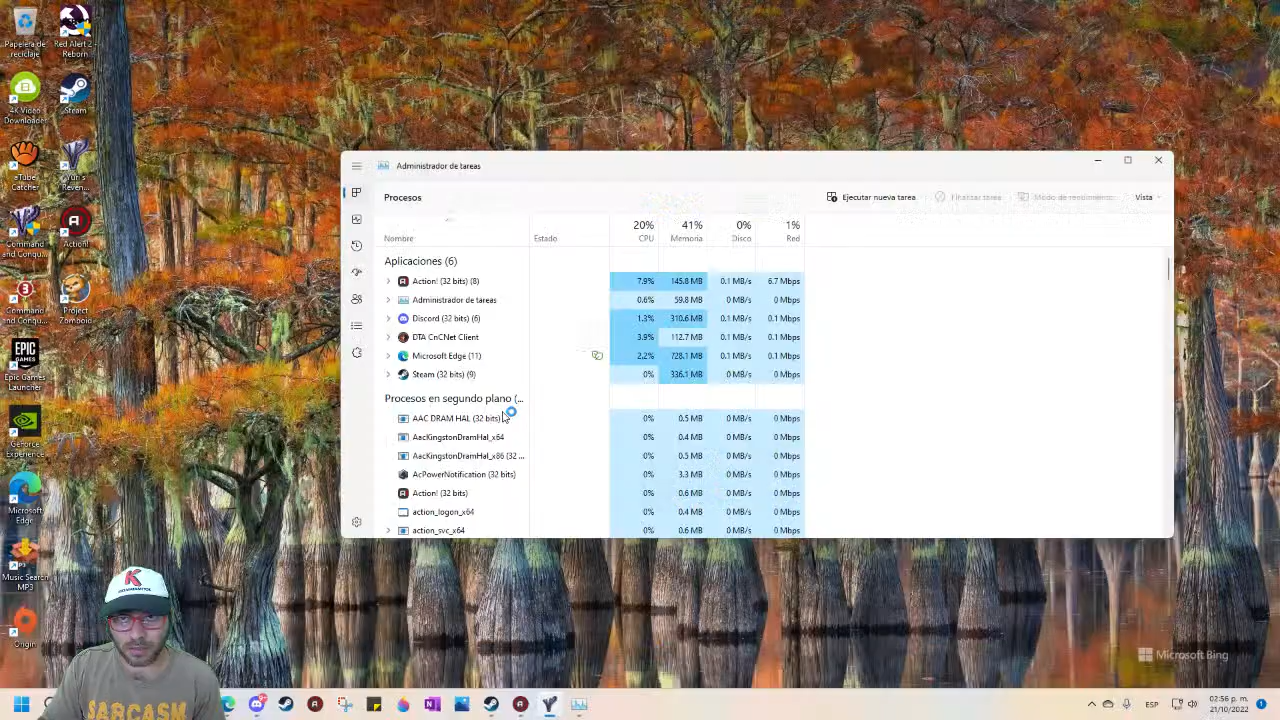 Papelera de
reciclaje
Red Alert 2 -
Reborn
4K Video
Downloader
Steam
aTube
Catcher
Yuri's
Reven...
Command
and Conqu...
Action!
Command
and Conqu...
Project
Zomboid
EPIC
GAMES
Epic Games
Launcher
GeForce
Experience
Microsoft
Edge
Music Search
MP3
Origin
Administrador de tareas
Procesos
Ejecutar nueva tarea
Finalizar tarea
Modo de rendimiento
Vista
20% 41% 0% 1%
Nombre Estado CPU Memoria Disco Red
Aplicaciones (6)
Action! (32 bits) (8) 7.9% 145.8 MB 0.1 MB/s 6.7 Mbps
Administrador de tareas 0.6% 59.8 MB 0 MB/s 0 Mbps
Discord (32 bits) (6) 1.3% 310.6 MB 0.1 MB/s 0.1 Mbps
DTA CnCNet Client 3.9% 112.7 MB 0.1 MB/s 0.1 Mbps
Microsoft Edge (11) 2.2% 728.1 MB 0.1 MB/s 0.1 Mbps
Steam (32 bits) (9) 0% 336.1 MB 0 MB/s 0 Mbps
Procesos en segundo plano (...
AAC DRAM HAL (32 bits) 0% 0.5 MB 0 MB/s 0 Mbps
AacKingstonDramHal_x64 0% 0.4 MB 0 MB/s 0 Mbps
AacKingstonDramHal_x86 (32 ... 0% 0.5 MB 0 MB/s 0 Mbps
AcPowerNotification (32 bits) 0% 3.3 MB 0 MB/s 0 Mbps
Action! (32 bits) 0% 0.6 MB 0 MB/s 0 Mbps
action_logon_x64 0% 0.4 MB 0 MB/s 0 Mbps
action_svc_x64 0% 0.6 MB 0 MB/s 0 Mbps
K
SARCASM
Microsoft Bing
ESP
02:56 p. m.
21/10/2022
1